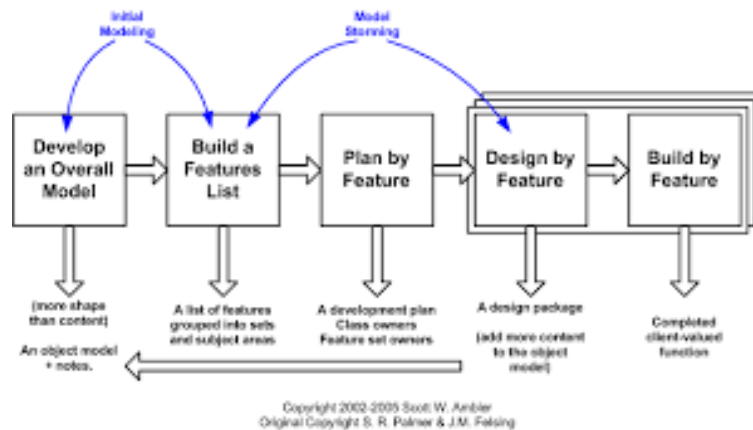 Initial
Modeling
Model
Storming
Develop
an Overall
Model
Build a
Features
List
Plan by
Feature
Design by
Feature
Build by
Feature
(more shape
than content)
An object model
+ notes.
A list of features
grouped into sets
and subject areas
A development plan
Class owners
Feature set owners
A design package
(add more content
to the object
model)
Completed
client-valued
function
Copyright 2002-2005 Scott W. Ambler
Original Copyright S. R. Palmer & J.M. Felsing